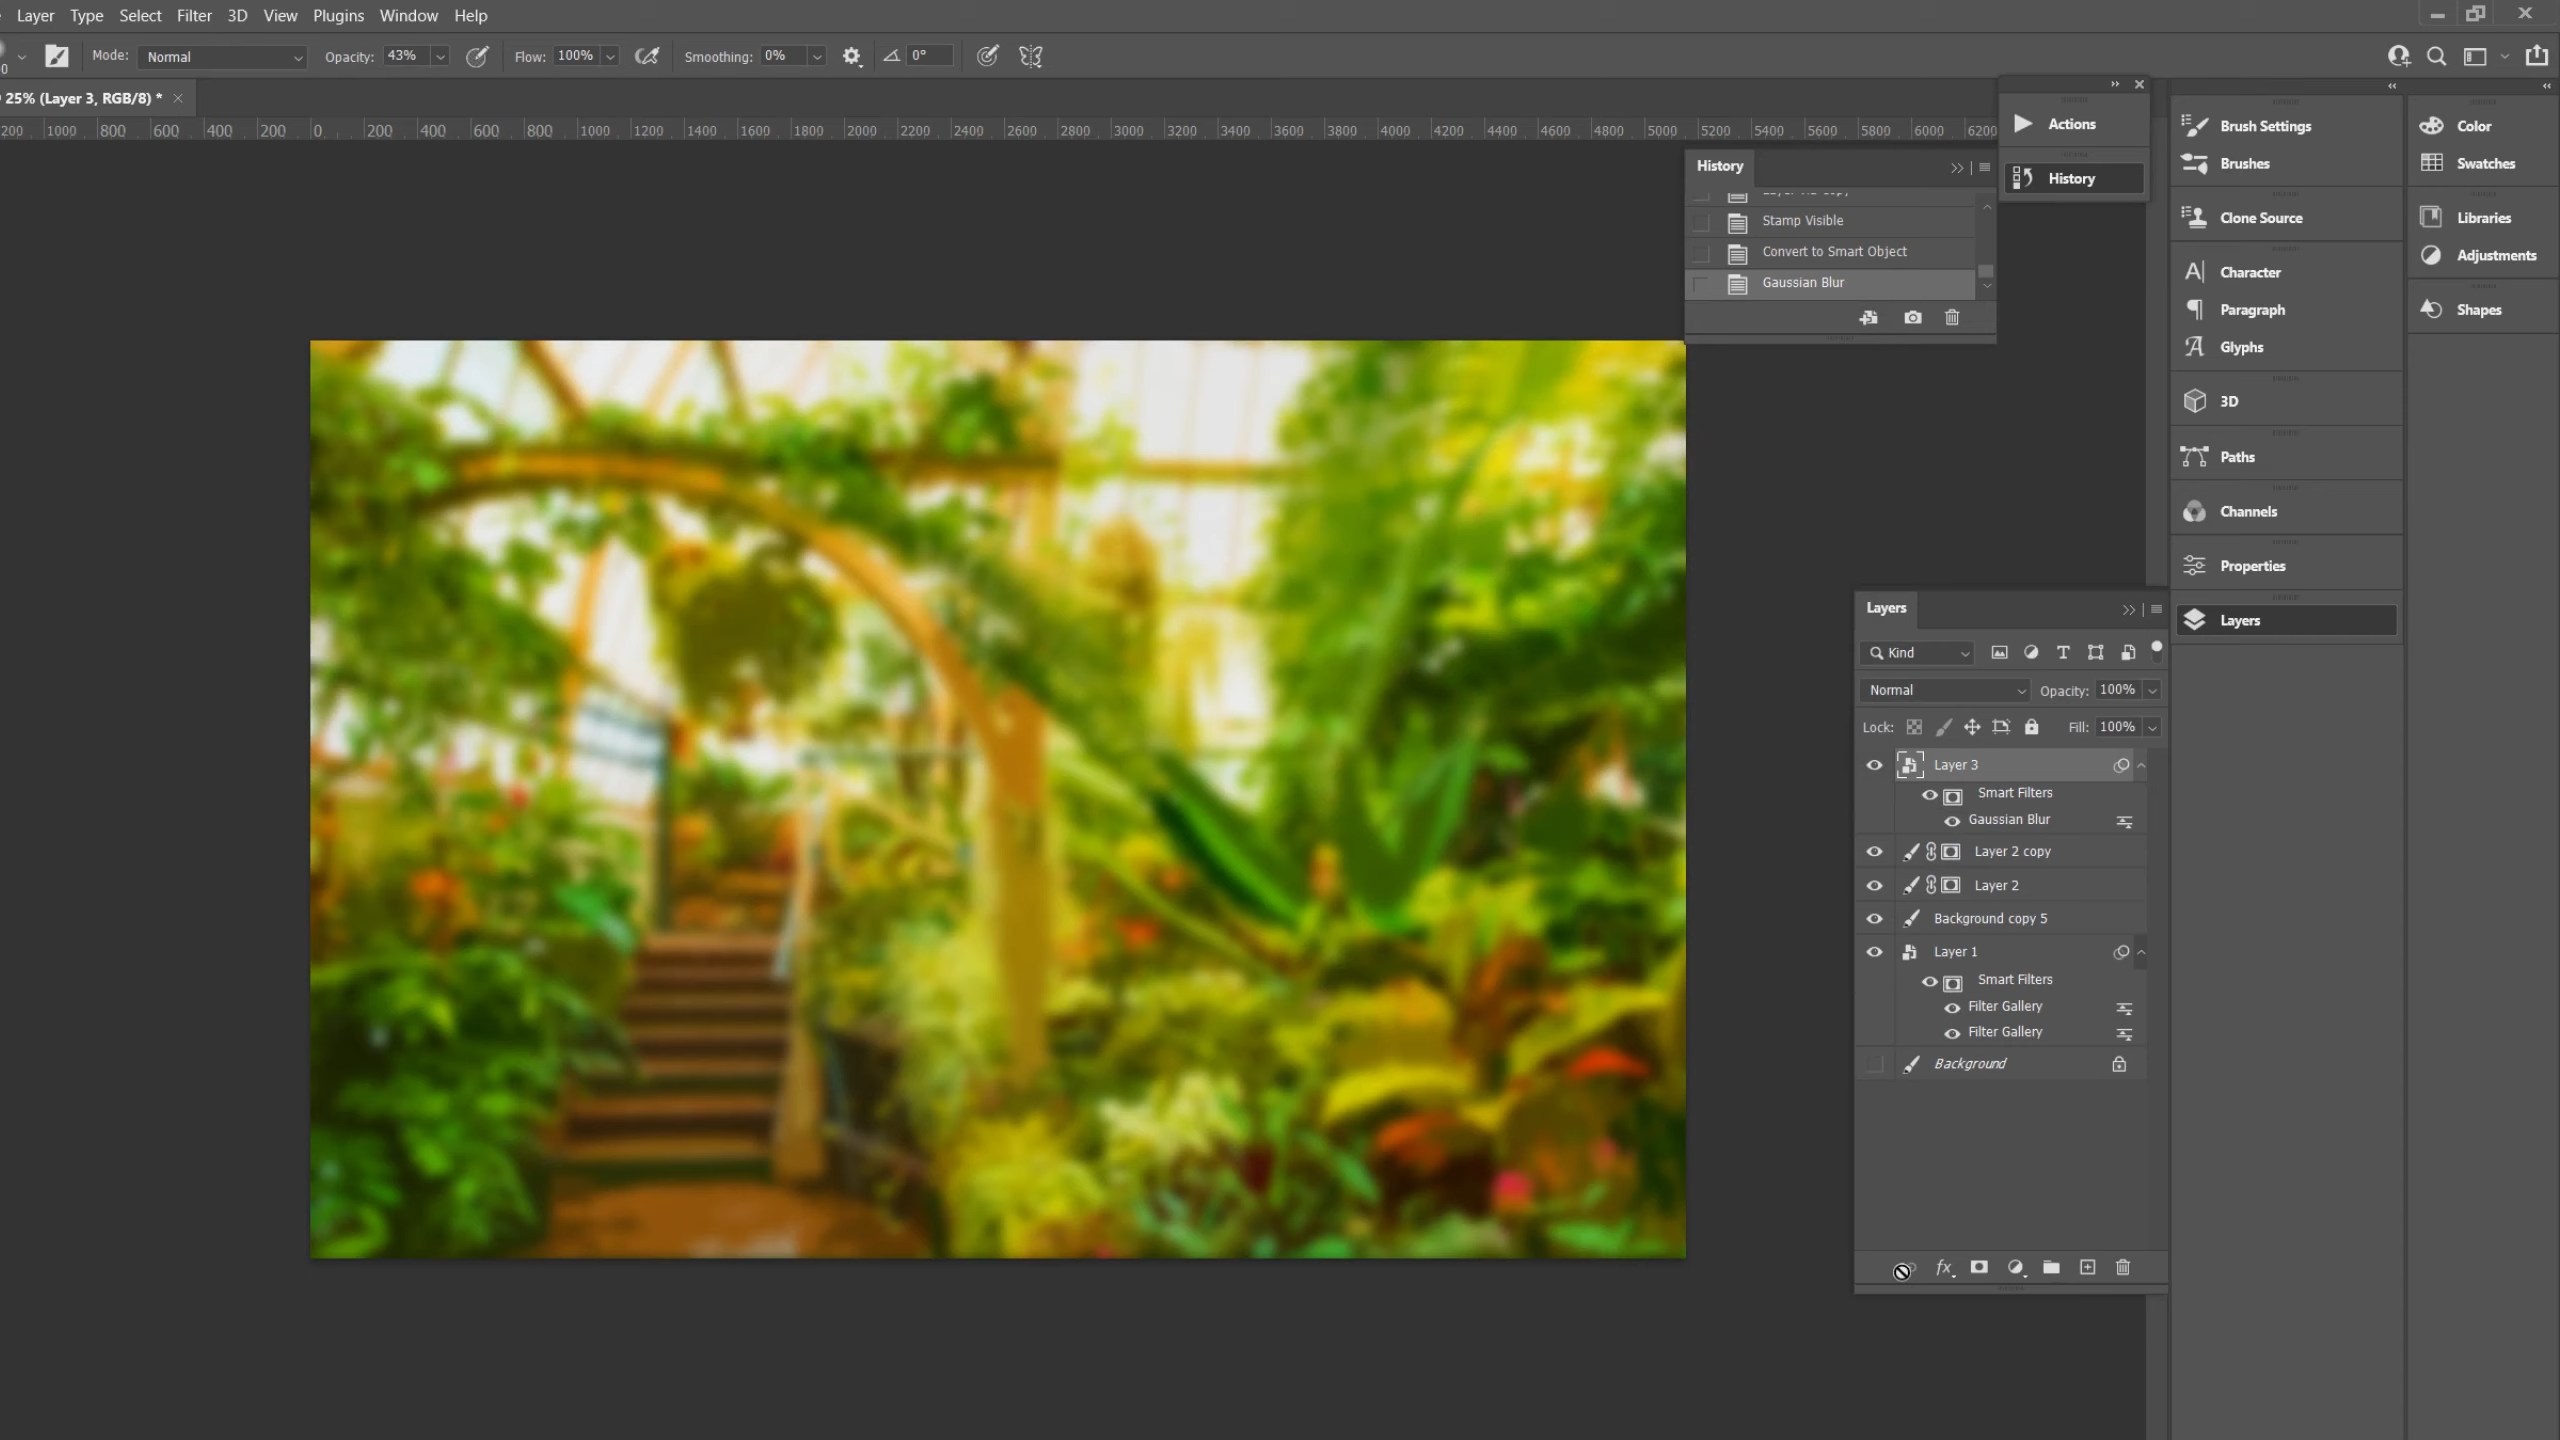 Layer Type Select Filter 3D View Plugins Window Help
0 Mode: Normal Opacity: 43% Flow: 100% Smoothing: 0% 0°
25% (Layer 3, RGB/8) * ×
200 1000 800 600 400 200 0 200 400 600 800 1000 1200 1400 1600 1800 2000 2200 2400 2600 2800 3000 3200 3400 3600 3800 4000 4200 4400 4600 4800 5000 5200 5400 5600 5800 6000 6200
Actions
History
History
Stamp Visible
Convert to Smart Object
Gaussian Blur
Brush Settings
Brushes
Clone Source
Character
Paragraph
Glyphs
3D
Paths
Channels
Properties
Layers
Color
Swatches
Libraries
Adjustments
Shapes
Layers
Kind
Normal Opacity: 100%
Lock: Fill: 100%
Layer 3
Smart Filters
Gaussian Blur
Layer 2 copy
Layer 2
Background copy 5
Layer 1
Smart Filters
Filter Gallery
Filter Gallery
Background
fx